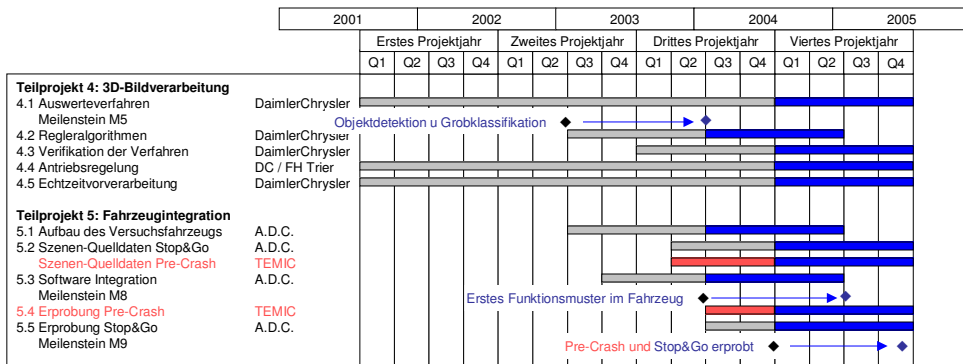 2001 2002 2003 2004 2005
Erstes Projektjahr Zweites Projektjahr Drittes Projektjahr Viertes Projektjahr
Q1 Q2 Q3 Q4 Q1 Q2 Q3 Q4 Q1 Q2 Q3 Q4 Q1 Q2 Q3 Q4
Teilprojekt 4: 3D-Bildverarbeitung
4.1 Auswerteverfahren DaimlerChrysler
Meilenstein M5 Objektdetektion u Grobklassifikation
4.2 Regleralgorithmen DaimlerChrysler
4.3 Verifikation der Verfahren DaimlerChrysler
4.4 Antriebsregelung DC / FH Trier
4.5 Echtzeitvorverarbeitung DaimlerChrysler
Teilprojekt 5: Fahrzeugintegration
5.1 Aufbau des Versuchsfahrzeugs A.D.C.
5.2 Szenen-Quelldaten Stop&Go A.D.C.
Szenen-Quelldaten Pre-Crash TEMIC
5.3 Software Integration A.D.C.
Meilenstein M8 Erstes Funktionsmuster im Fahrzeug
5.4 Erprobung Pre-Crash TEMIC
5.5 Erprobung Stop&Go A.D.C.
Meilenstein M9 Pre-Crash und Stop&Go erprobt